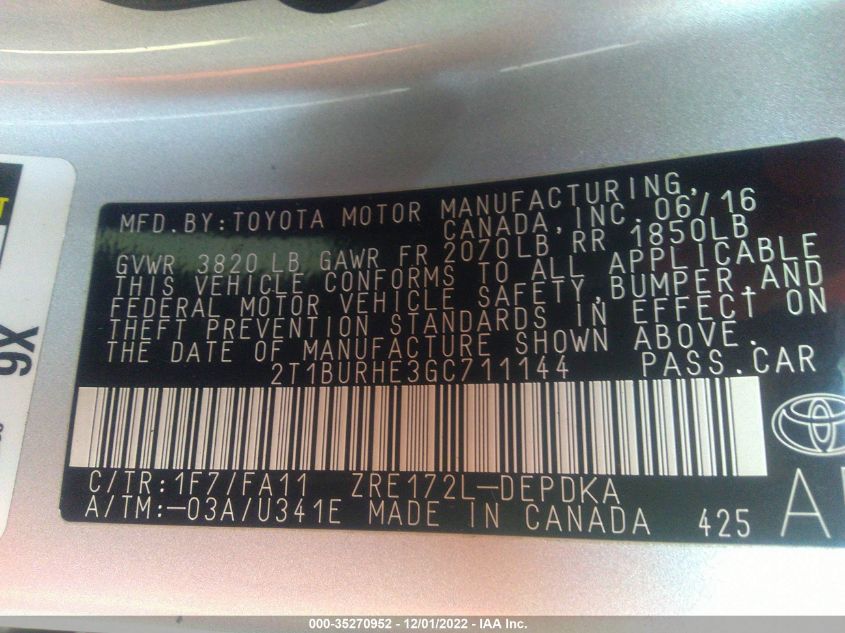 MFD.BY:TOYOTA MOTOR MANUFACTURING,
CANADA, INC. 06/16
GVWR 3820 LB GAWR FR 2070LB RR 1850LB
THIS VEHICLE CONFORMS TO ALL APPLICABLE
FEDERAL MOTOR VEHICLE SAFETY,BUMPER,AND
THEFT PREVENTION STANDARDS IN EFFECT ON
THE DATE OF MANUFACTURE SHOWN ABOVE.
2T1BURHE3GC711144 PASS.CAR
C/TR:1F7/FA11 ZRE172L-DEPDKA
A/TM:-03A/U341E MADE IN CANADA 425
000-35270952 - 12/01/2022 - IAA Inc.